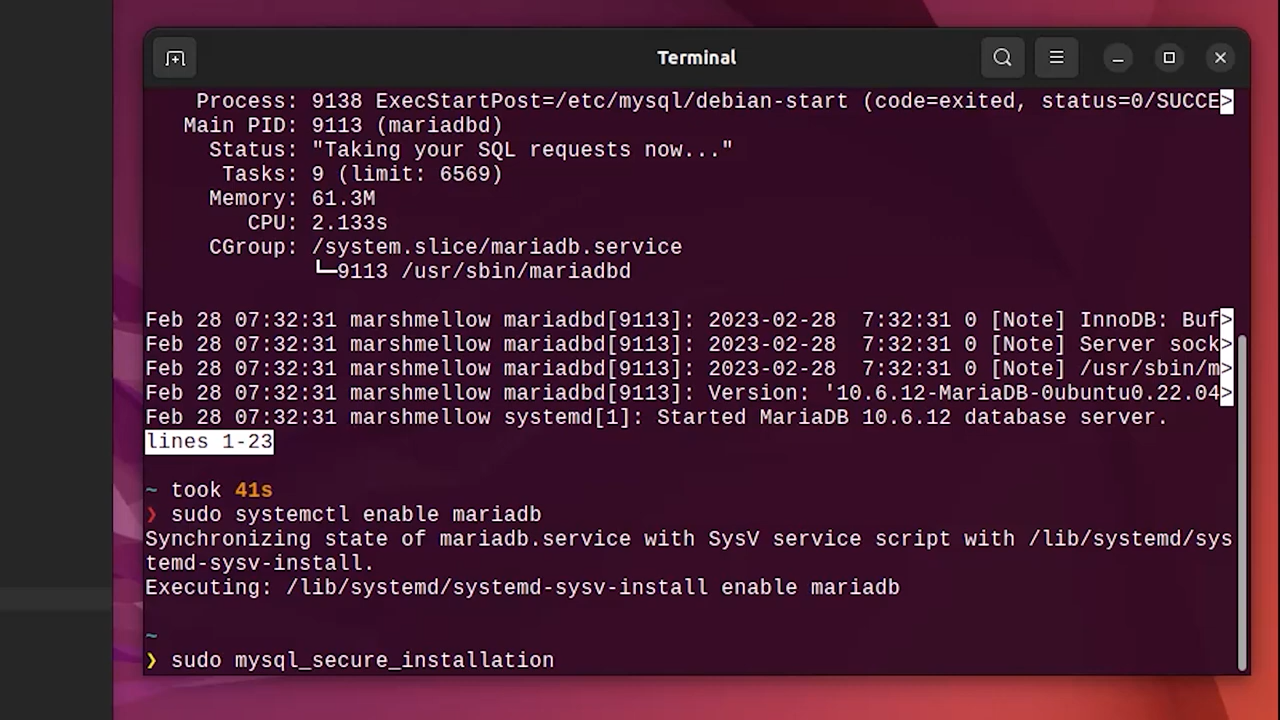 Terminal
Process: 9138 ExecStartPost=/etc/mysql/debian-start (code=exited, status=0/SUCCE>
Main PID: 9113 (mariadbd)
Status: "Taking your SQL requests now..."
Tasks: 9 (limit: 6569)
Memory: 61.3M
CPU: 2.133s
CGroup: /system.slice/mariadb.service
└─9113 /usr/sbin/mariadbd
Feb 28 07:32:31 marshmellow mariadbd[9113]: 2023-02-28  7:32:31 0 [Note] InnoDB: Buf>
Feb 28 07:32:31 marshmellow mariadbd[9113]: 2023-02-28  7:32:31 0 [Note] Server sock>
Feb 28 07:32:31 marshmellow mariadbd[9113]: 2023-02-28  7:32:31 0 [Note] /usr/sbin/m>
Feb 28 07:32:31 marshmellow mariadbd[9113]: Version: '10.6.12-MariaDB-0ubuntu0.22.04>
Feb 28 07:32:31 marshmellow systemd[1]: Started MariaDB 10.6.12 database server.
lines 1-23
~ took 41s
❯ sudo systemctl enable mariadb
Synchronizing state of mariadb.service with SysV service script with /lib/systemd/sys
temd-sysv-install.
Executing: /lib/systemd/systemd-sysv-install enable mariadb
~
❯ sudo mysql_secure_installation